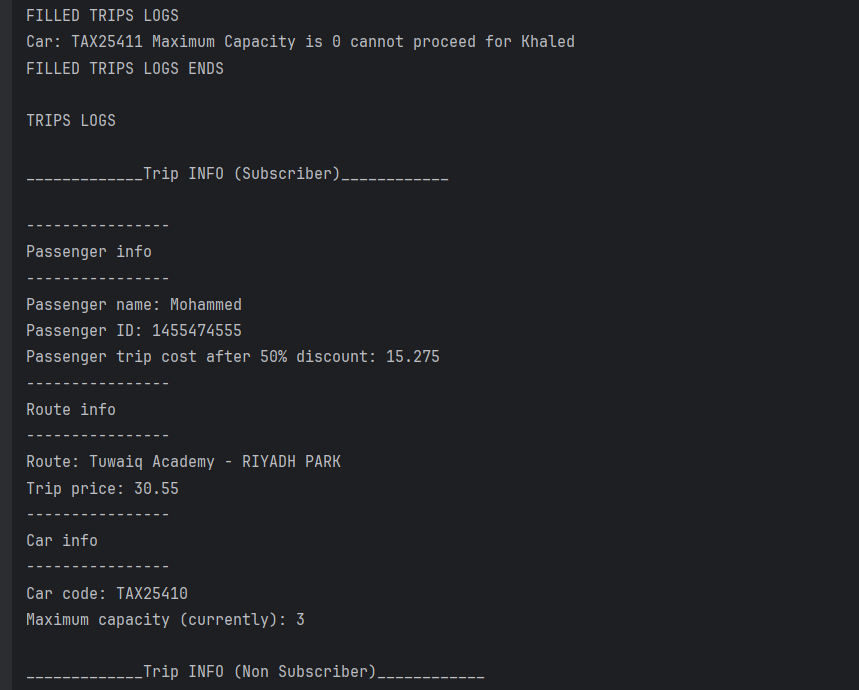 FILLED TRIPS LOGS
Car: TAX25411 Maximum Capacity is 0 cannot proceed for Khaled
FILLED TRIPS LOGS ENDS
TRIPS LOGS
_____________Trip INFO (Subscriber)____________
----------------
Passenger info
----------------
Passenger name: Mohammed
Passenger ID: 1455474555
Passenger trip cost after 50% discount: 15.275
----------------
Route info
----------------
Route: Tuwaiq Academy - RIYADH PARK
Trip price: 30.55
----------------
Car info
----------------
Car code: TAX25410
Maximum capacity (currently): 3
_____________Trip INFO (Non Subscriber)____________